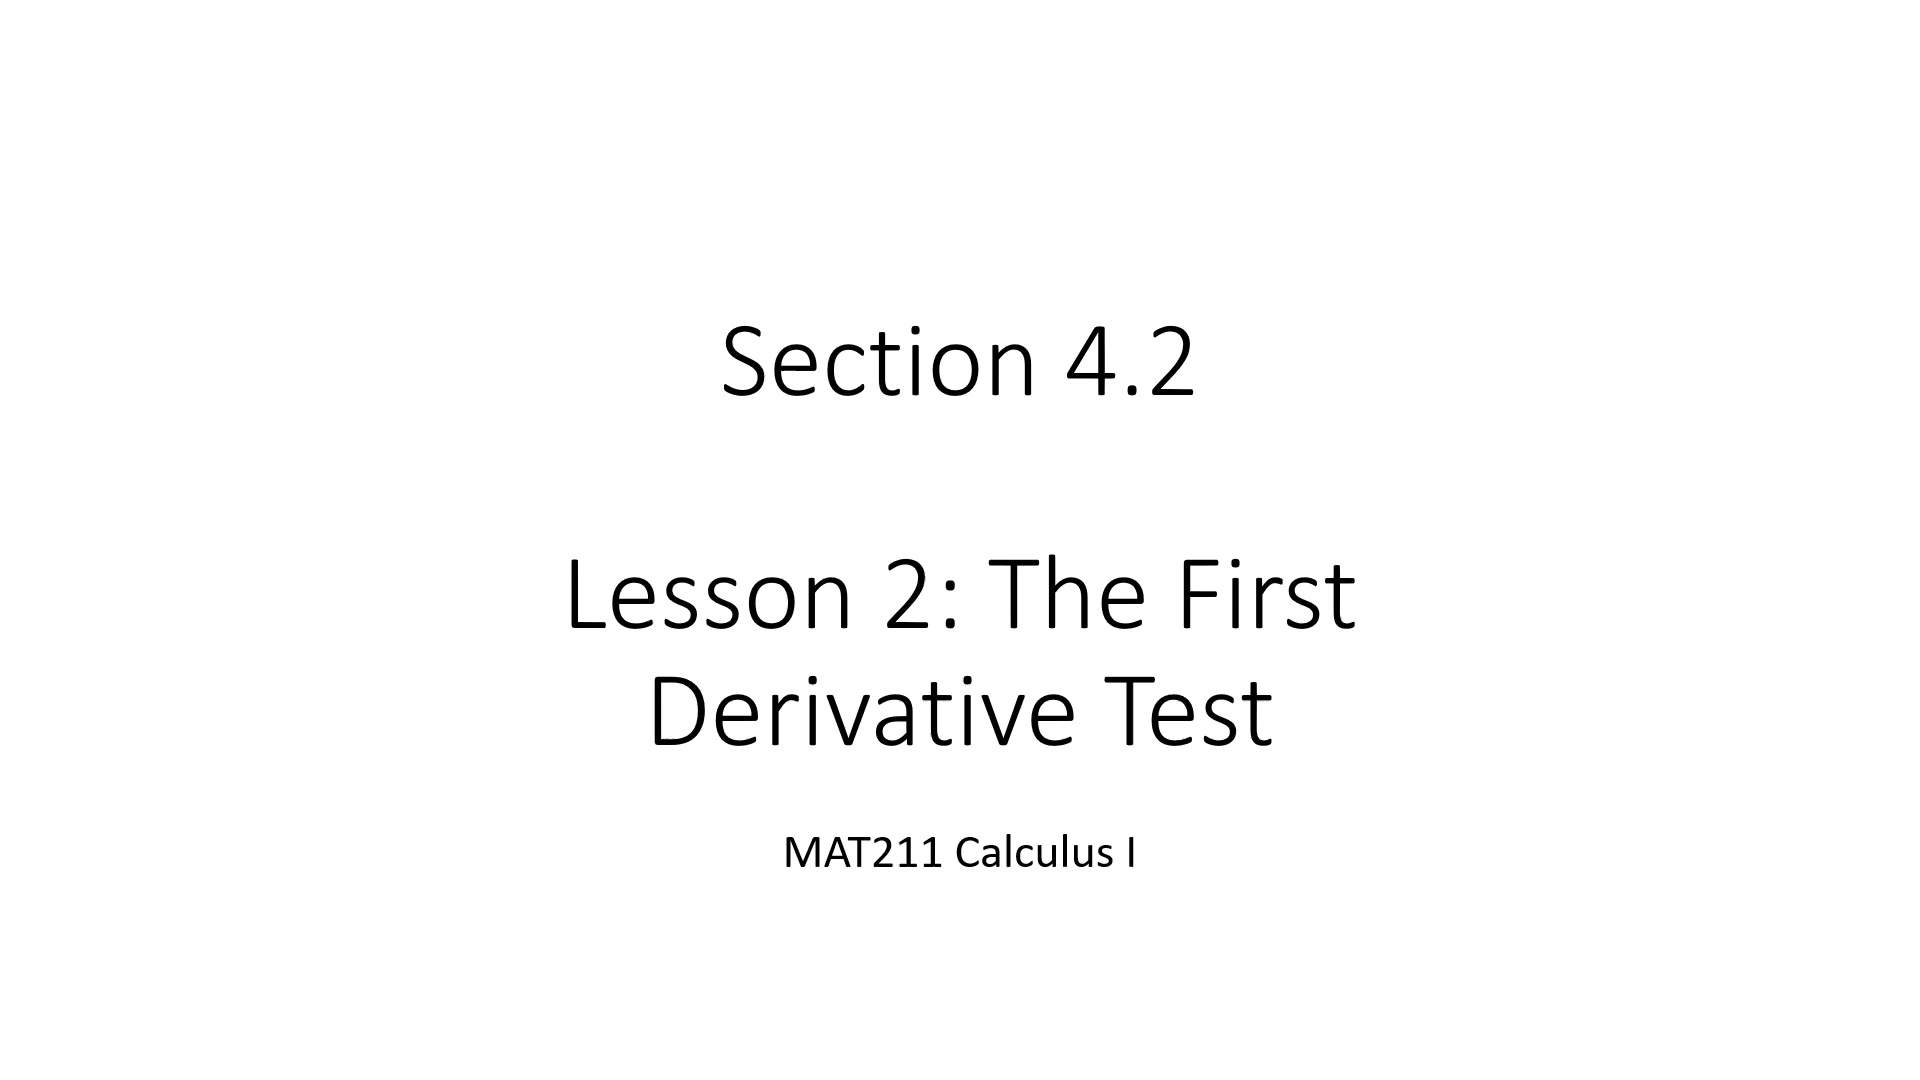 Section 4.2
Lesson 2: The First
Derivative Test
MAT211 Calculus I